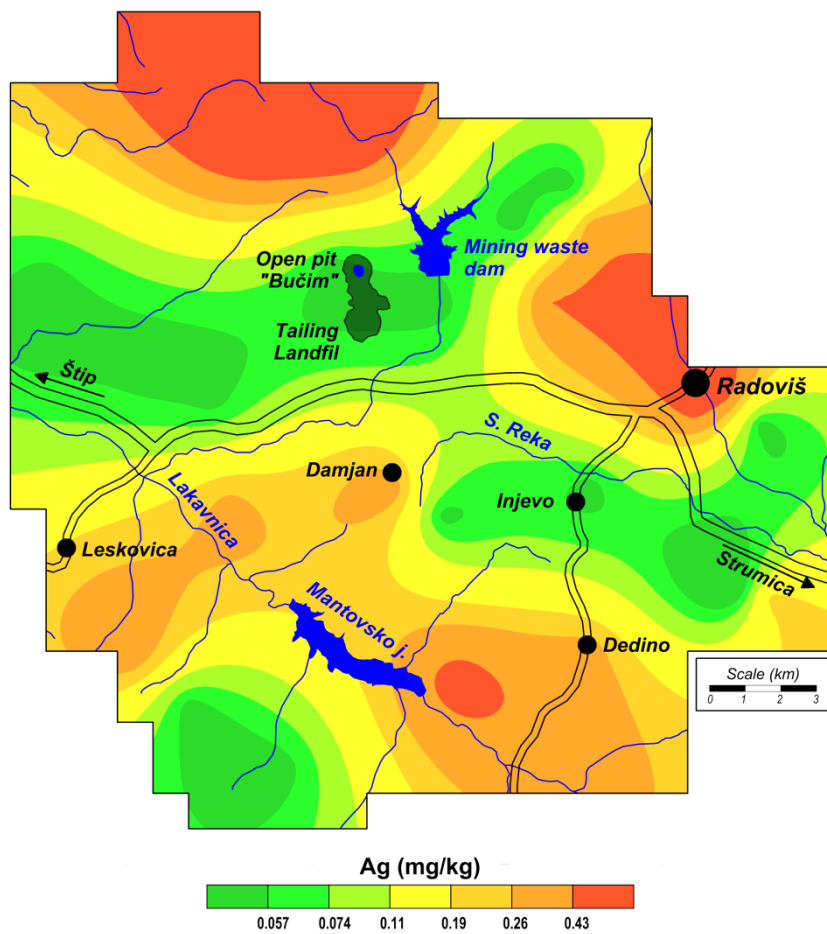 Open pit
"Bučim"
Mining waste
dam
Tailing
Landfil
Štip
Radoviš
S. Reka
Damjan
Lakavnica
Injevo
Leskovica
Strumica
Mantovsko j.
Dedino
Scale (km)
0 1 2 3
Ag (mg/kg)
0.057 0.074 0.11 0.19 0.26 0.43